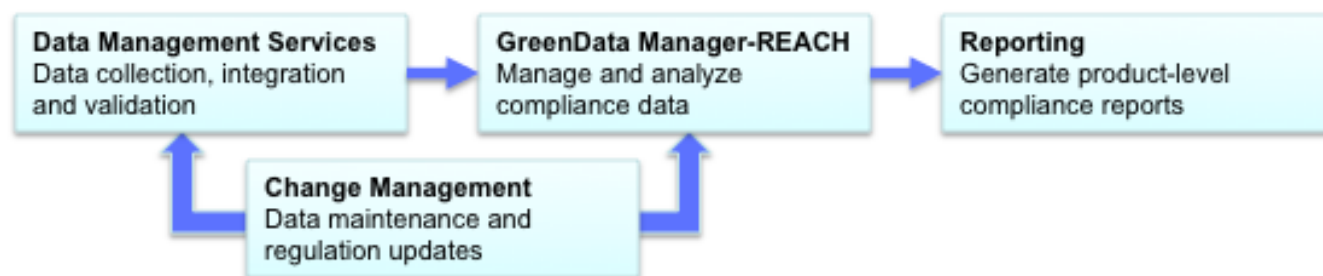 Data Management Services
Data collection, integration
and validation
GreenData Manager-REACH
Manage and analyze
compliance data
Reporting
Generate product-level
compliance reports
Change Management
Data maintenance and
regulation updates